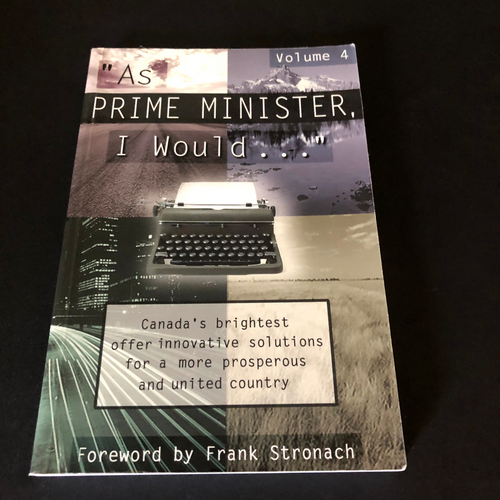 Volume 4
"As
PRIME MINISTER,
I Would..."
Canada's brightest
offer innovative solutions
for a more prosperous
and united country
Foreword by Frank Stronach